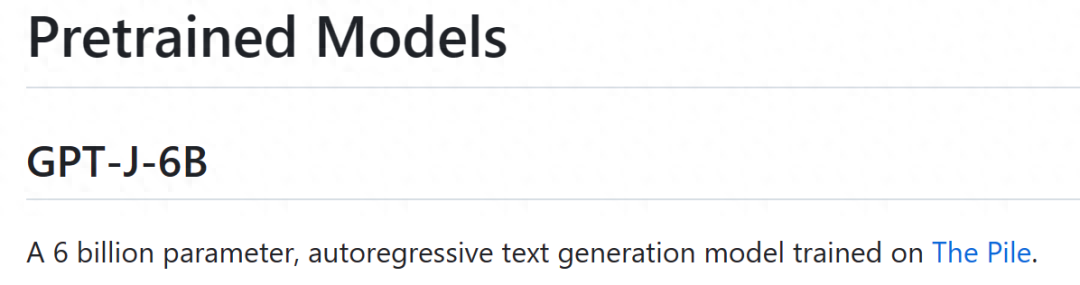 Pretrained Models
GPT-J-6B
A 6 billion parameter, autoregressive text generation model trained on The Pile.